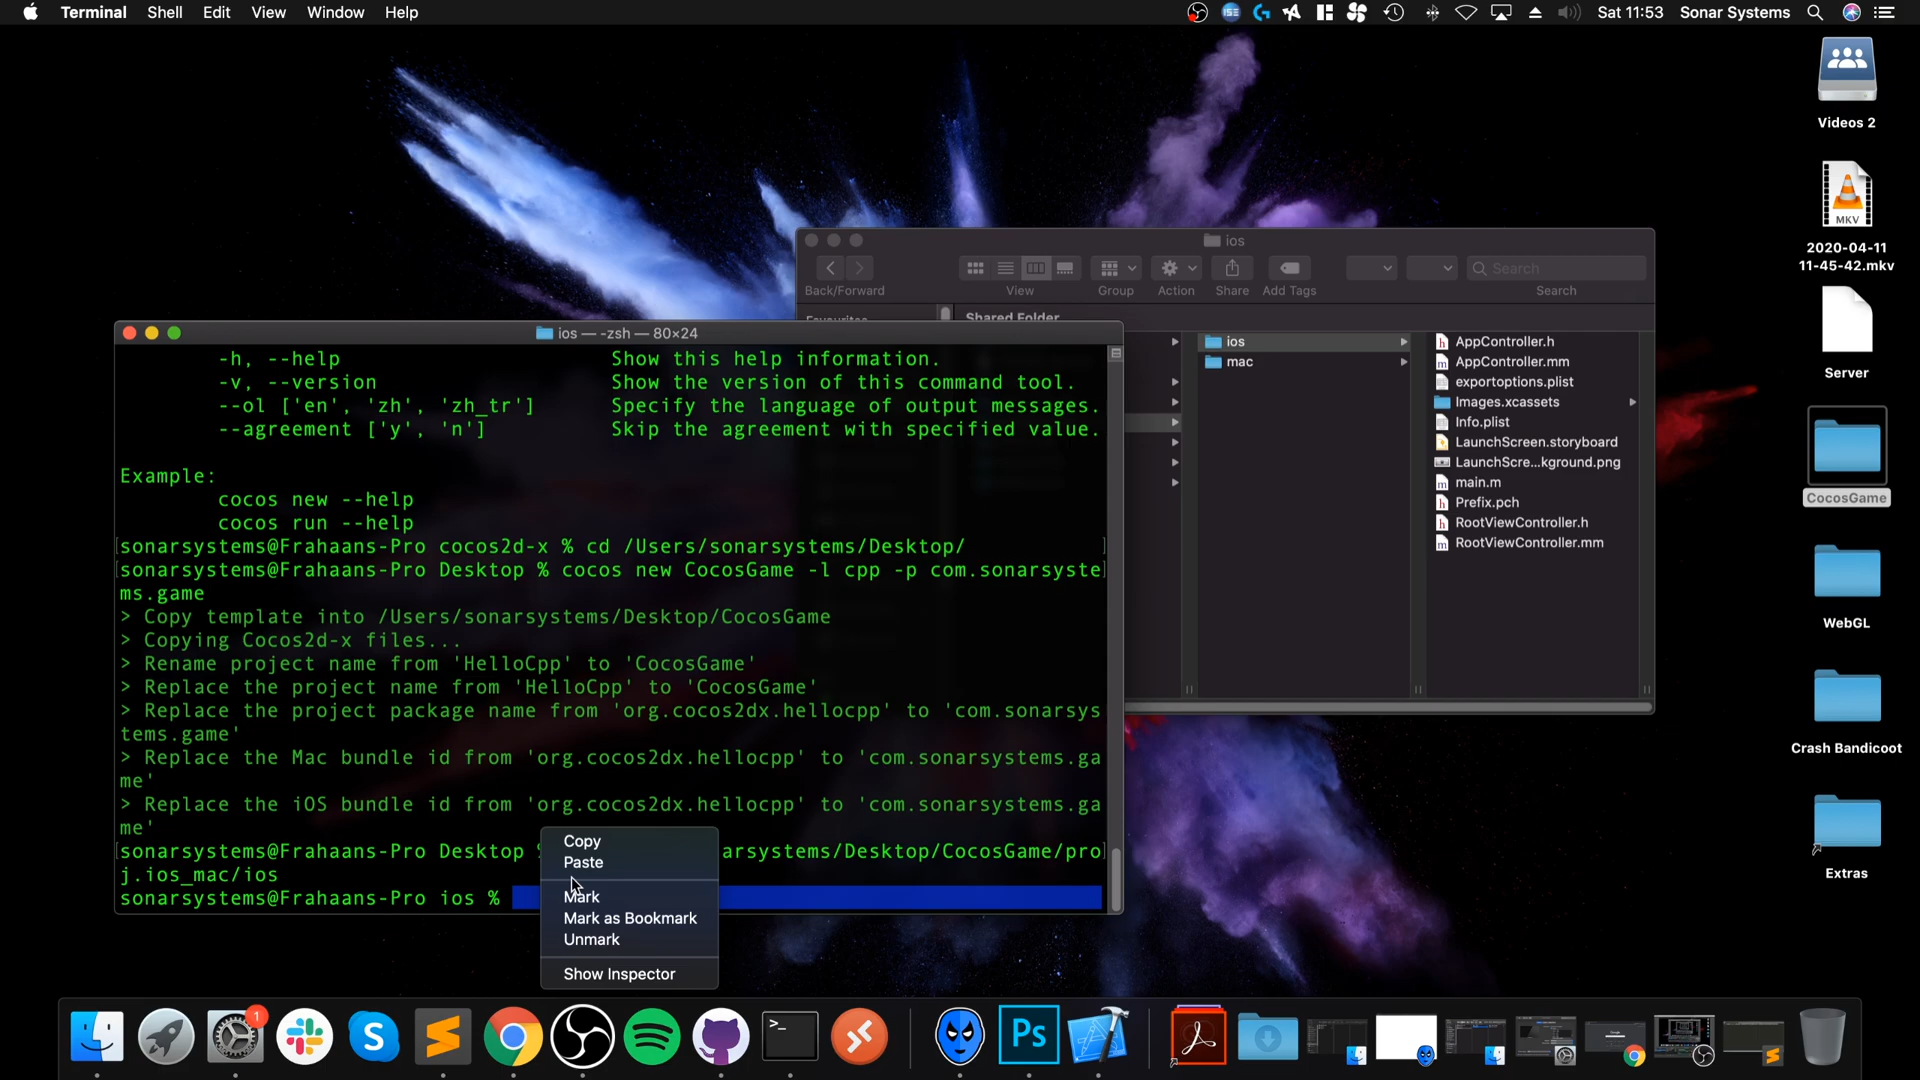 Terminal Shell Edit View Window Help
Sat 11:53 Sonar Systems
Videos 2
MKV
2020-04-11
11-45-42.mkv
Server
CocosGame
WebGL
Crash Bandicoot
Extras
ios
Search
Back/Forward View Group Action Share Add Tags Search
Shared Folder
ios
mac
AppController.h
AppController.mm
exportoptions.plist
Images.xcassets
Info.plist
LaunchScreen.storyboard
LaunchScre...kground.png
main.m
Prefix.pch
RootViewController.h
RootViewController.mm
ios — -zsh — 80×24
-h, --help Show this help information.
-v, --version Show the version of this command tool.
--ol ['en', 'zh', 'zh_tr'] Specify the language of output messages.
--agreement ['y', 'n'] Skip the agreement with specified value.
Example:
cocos new --help
cocos run --help
[sonarsystems@Frahaans-Pro cocos2d-x % cd /Users/sonarsystems/Desktop/ ]
[sonarsystems@Frahaans-Pro Desktop % cocos new CocosGame -l cpp -p com.sonarsyste]
ms.game
> Copy template into /Users/sonarsystems/Desktop/CocosGame
> Copying Cocos2d-x files...
> Rename project name from 'HelloCpp' to 'CocosGame'
> Replace the project name from 'HelloCpp' to 'CocosGame'
> Replace the project package name from 'org.cocos2dx.hellocpp' to 'com.sonarsys
tems.game'
> Replace the Mac bundle id from 'org.cocos2dx.hellocpp' to 'com.sonarsystems.ga
me'
> Replace the iOS bundle id from 'org.cocos2dx.hellocpp' to 'com.sonarsystems.ga
me'
[sonarsystems@Frahaans-Pro Desktop arsystems/Desktop/CocosGame/pro]
j.ios_mac/ios
sonarsystems@Frahaans-Pro ios %
Copy
Paste
Mark
Mark as Bookmark
Unmark
Show Inspector
1
Ps